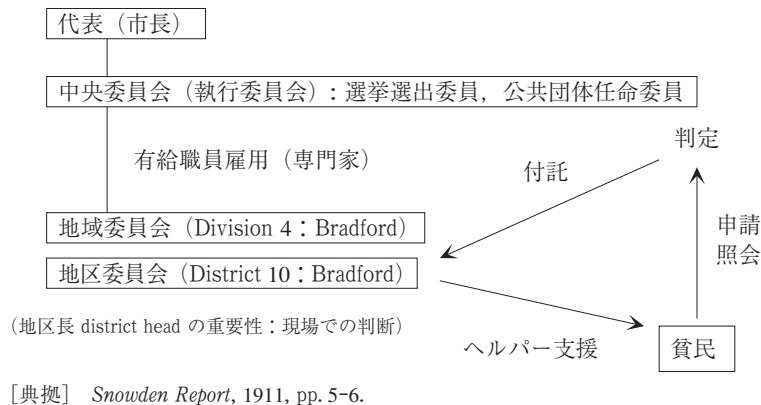 代表（市長）
中央委員会（執行委員会）：選挙選出委員，公共団体任命委員
判定
有給職員雇用（専門家）
付託
申請
照会
地域委員会（Division 4：Bradford）
地区委員会（District 10：Bradford）
（地区長 district head の重要性：現場での判断）
ヘルパー支援
貧民
［典拠］ Snowden Report, 1911, pp. 5-6.